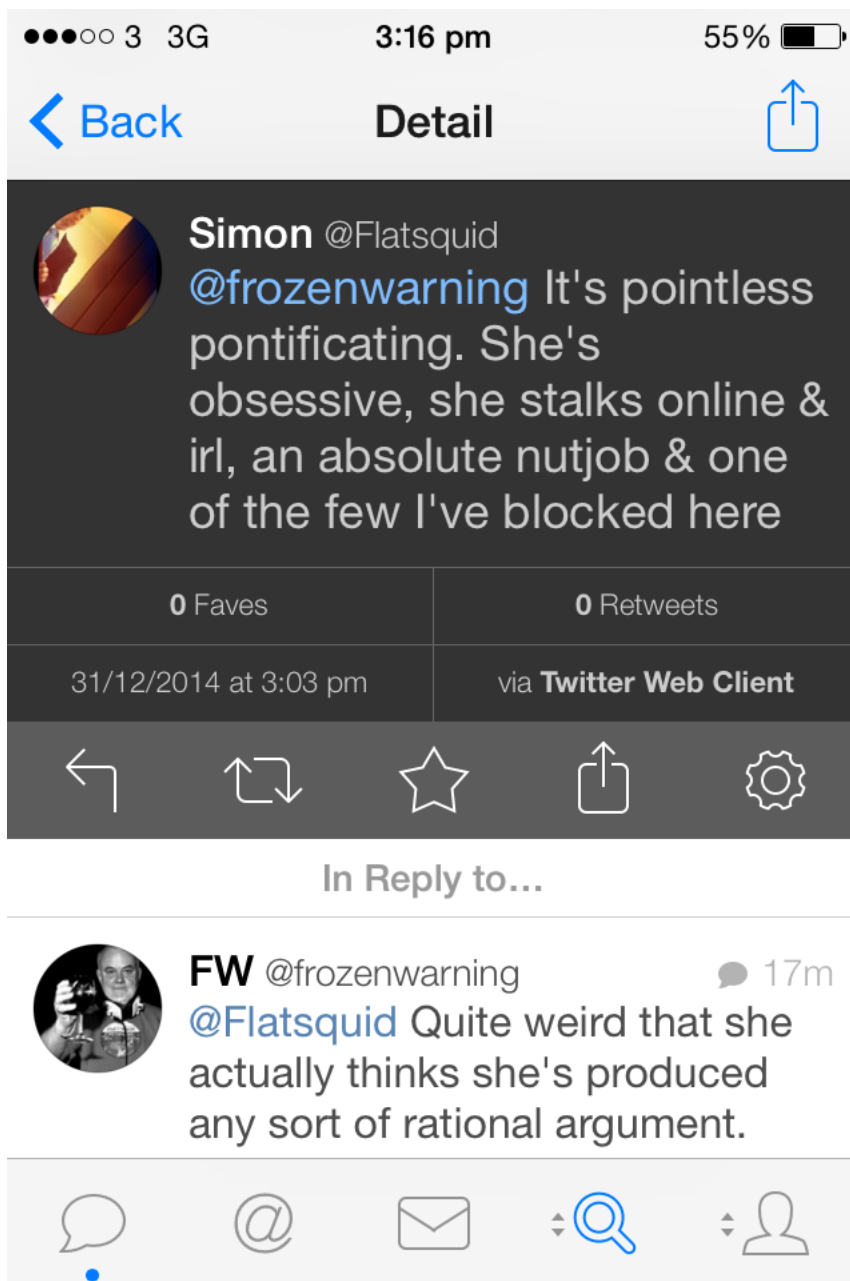 3 3G 3:16 pm 55%
Back Detail
Simon @Flatsquid
@frozenwarning It's pointless
pontificating. She's
obsessive, she stalks online &
irl, an absolute nutjob & one
of the few I've blocked here
0 Faves 0 Retweets
31/12/2014 at 3:03 pm via Twitter Web Client
In Reply to...
FW @frozenwarning 17m
@Flatsquid Quite weird that she
actually thinks she's produced
any sort of rational argument.